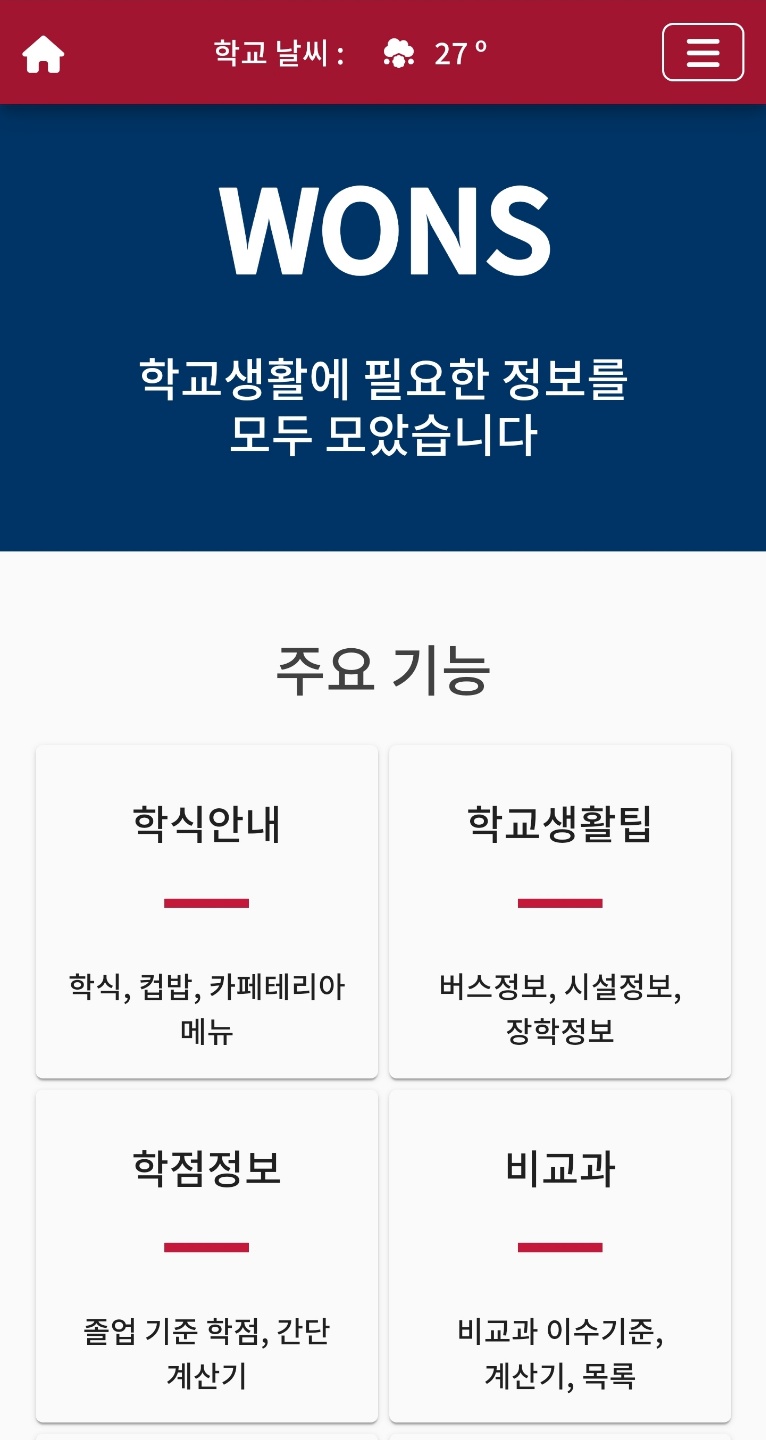 학교 날씨 : 27 º
WONS
학교생활에 필요한 정보를
모두 모았습니다
주요 기능
학식안내
학식, 컵밥, 카페테리아
메뉴
학교생활팁
버스정보, 시설정보,
장학정보
학점정보
졸업 기준 학점, 간단
계산기
비교과
비교과 이수기준,
계산기, 목록